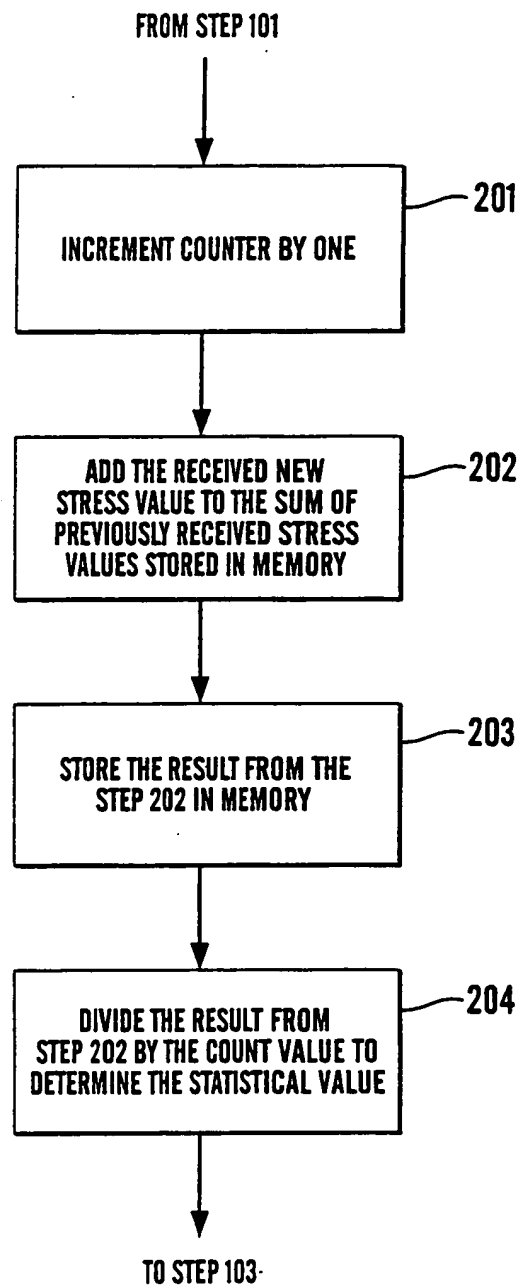 FROM STEP 101
INCREMENT COUNTER BY ONE
201
ADD THE RECEIVED NEW
STRESS VALUE TO THE SUM OF
PREVIOUSLY RECEIVED STRESS
VALUES STORED IN MEMORY
202
STORE THE RESULT FROM THE
STEP 202 IN MEMORY
203
DIVIDE THE RESULT FROM
STEP 202 BY THE COUNT VALUE TO
DETERMINE THE STATISTICAL VALUE
204
TO STEP 103